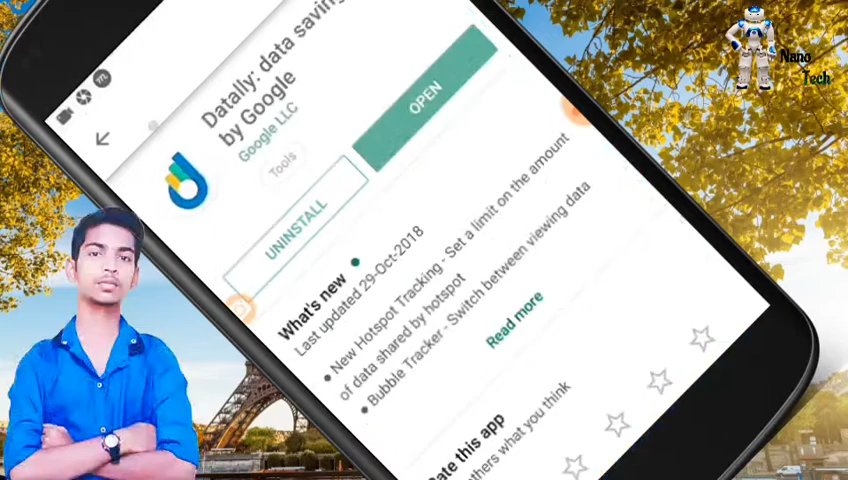 Nano
Tech
Datally: data saving
by Google
Google LLC
Tools
OPEN
UNINSTALL
What's new
Last updated 29-Oct-2018
New Hotspot Tracking - Set a limit on the amount
of data shared by hotspot
Bubble Tracker - Switch between viewing data
Read more
Rate this app
others what you think